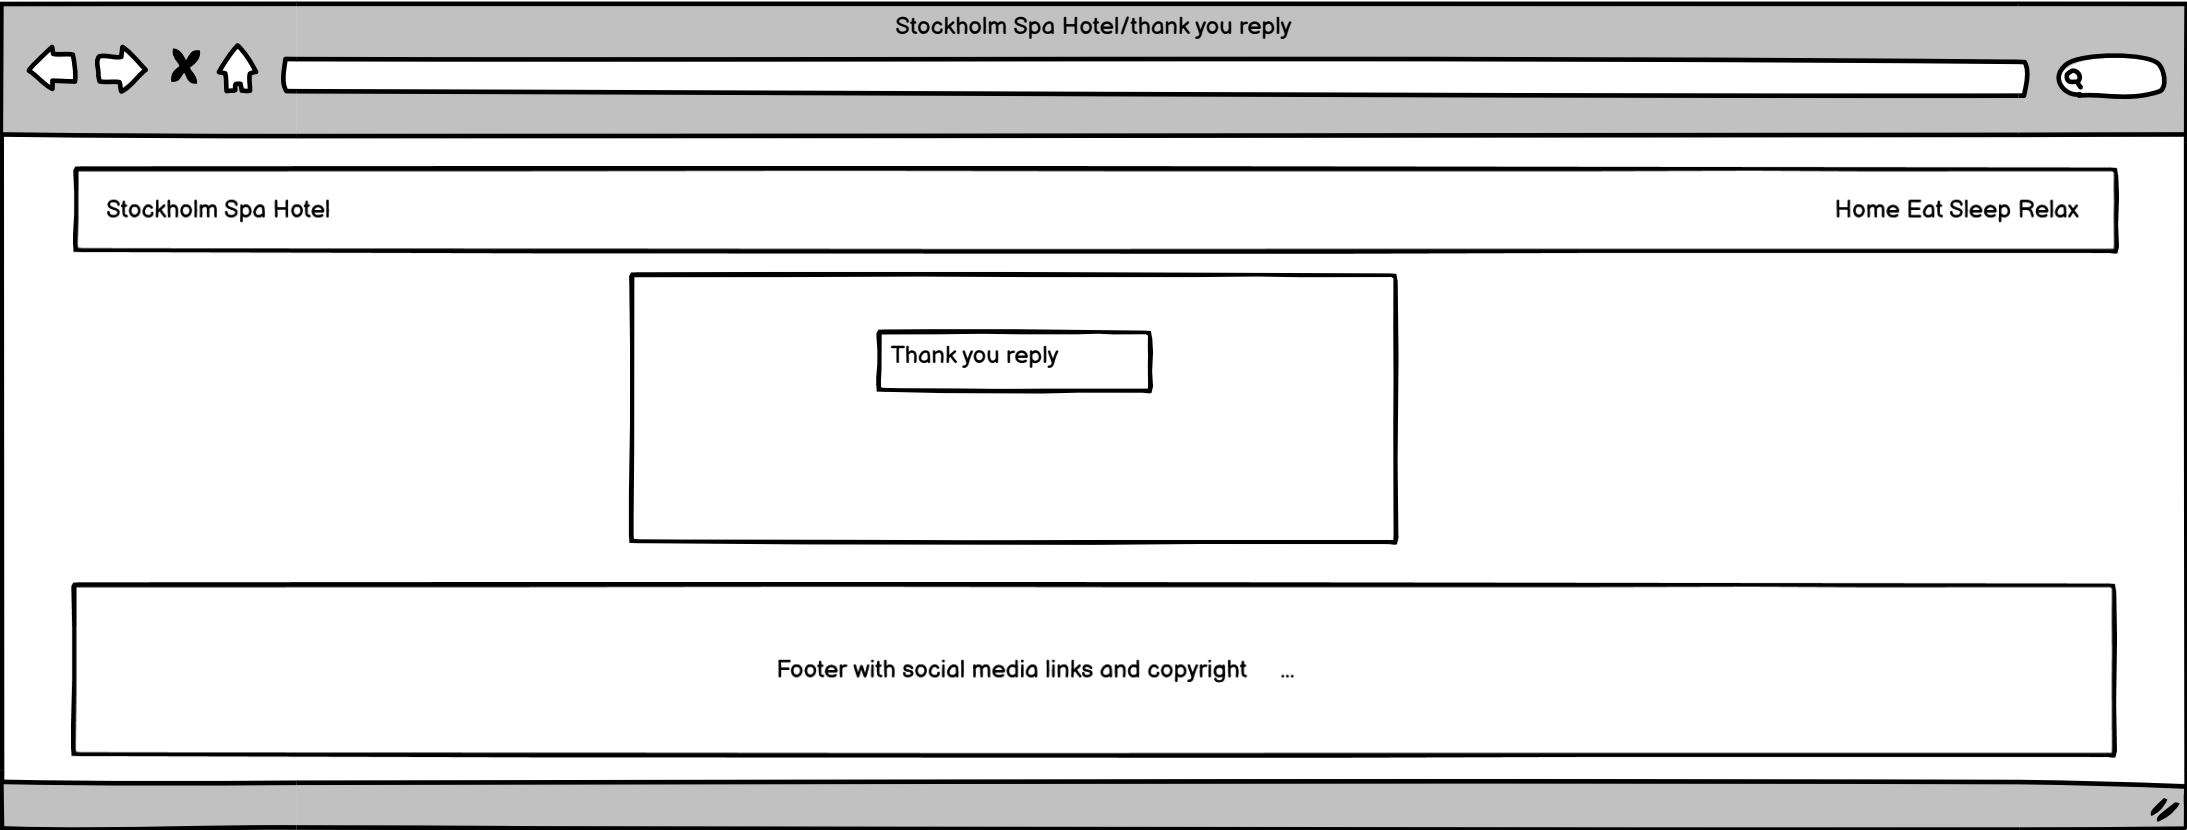 Stockholm Spa Hotel/thank you reply
Stockholm Spa Hotel
Home Eat Sleep Relax
Thank you reply
Footer with social media links and copyright ...